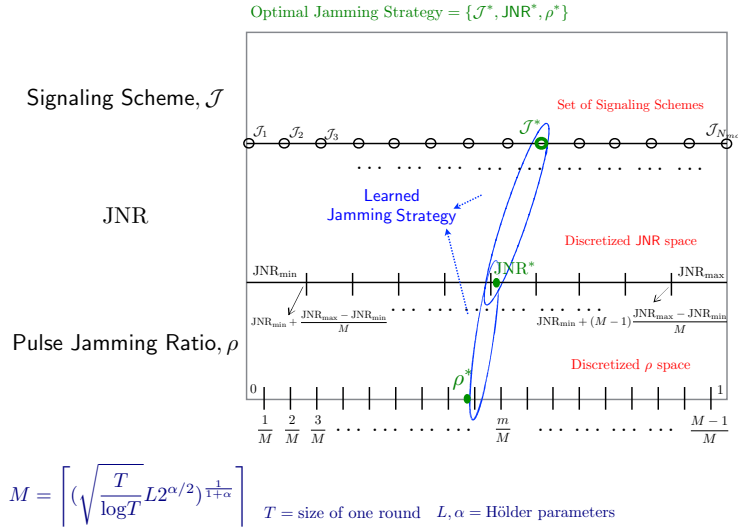 Optimal Jamming Strategy = {𝒥*, JNR*, ρ*}
Signaling Scheme, 𝒥
Set of Signaling Schemes
𝒥*
𝒥1 𝒥2 𝒥3
... ... ... ... ... ... ... ...
Learned
Jamming Strategy
JNR
Discretized JNR space
JNRmin JNR* JNRmax
JNRmin + (JNRmax − JNRmin)/M ... ... ... ... ... ... JNRmin + (M−1) (JNRmax − JNRmin)/M
Pulse Jamming Ratio, ρ
Discretized ρ space
0 ρ* 1
1/M 2/M 3/M ... ... ... ... m/M ... ... ... ... (M−1)/M
M = ⌈(√(T/logT) L2^(α/2))^(1/(1+α))⌉ T = size of one round L, α = Hölder parameters